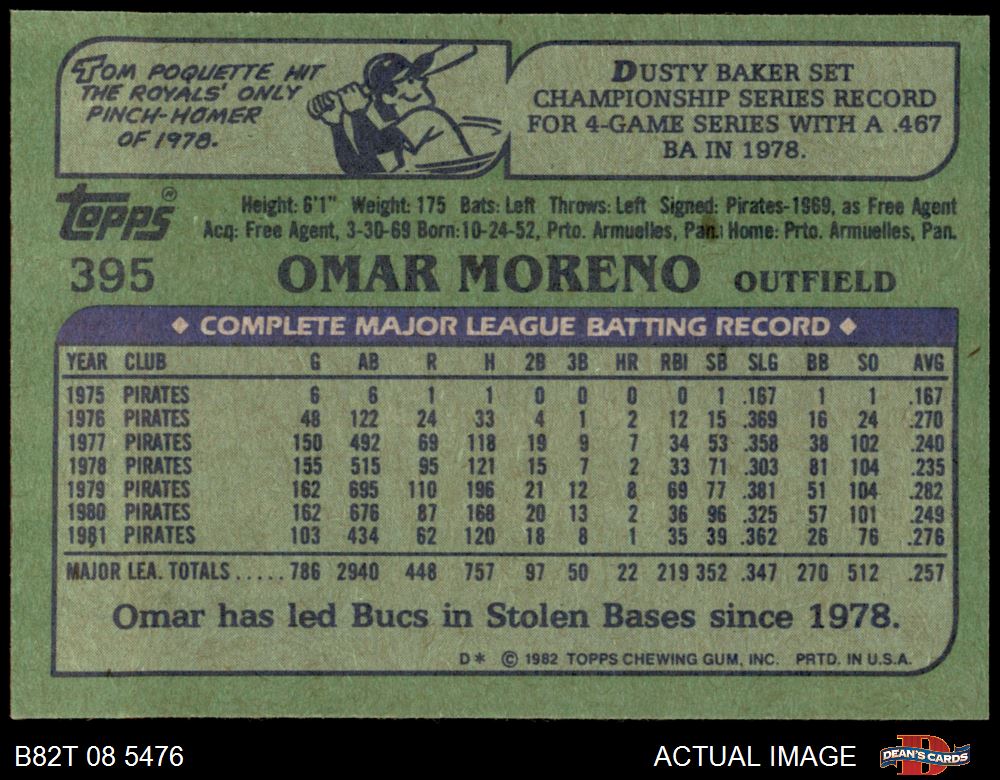 TOM POQUETTE HIT
THE ROYALS' ONLY
PINCH-HOMER
OF 1978.
DUSTY BAKER SET
CHAMPIONSHIP SERIES RECORD
FOR 4-GAME SERIES WITH A .467
BA IN 1978.
Topps®
Height: 6'1" Weight: 175 Bats: Left Throws: Left Signed: Pirates-1969, as Free Agent
Acq: Free Agent, 3-30-69 Born: 10-24-52, Prto. Armuelles, Pan. Home: Prto. Armuelles, Pan.
395 OMAR MORENO OUTFIELD
◆ COMPLETE MAJOR LEAGUE BATTING RECORD ◆
YEAR CLUB G AB R H 2B 3B HR RBI SB SLG BB SO AVG
1975 PIRATES 6 6 1 1 0 0 0 0 1 .167 1 1 .167
1976 PIRATES 48 122 24 33 4 1 2 12 15 .369 16 24 .270
1977 PIRATES 150 492 69 118 19 9 7 34 53 .358 38 102 .240
1978 PIRATES 155 515 95 121 15 7 2 33 71 .303 81 104 .235
1979 PIRATES 162 695 110 196 21 12 8 69 77 .381 51 104 .282
1980 PIRATES 162 676 87 168 20 13 2 36 96 .325 57 101 .249
1981 PIRATES 103 434 62 120 18 8 1 35 39 .362 26 76 .276
MAJOR LEA. TOTALS ..... 786 2940 448 757 97 50 22 219 352 .347 270 512 .257
Omar has led Bucs in Stolen Bases since 1978.
D* © 1982 TOPPS CHEWING GUM, INC. PRTD. IN U.S.A.
B82T 08 5476 ACTUAL IMAGE D DEAN'S CARDS